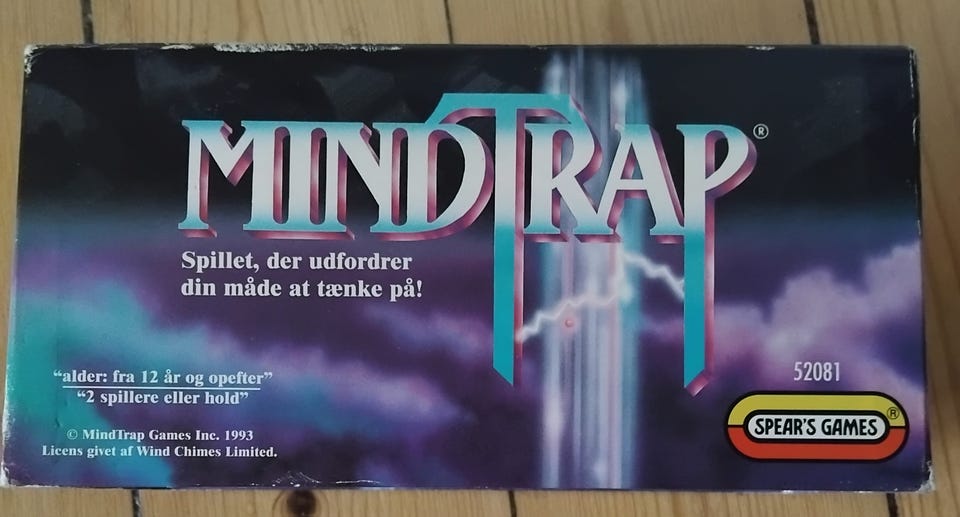 MINDTRAP®
Spillet, der udfordrer
din måde at tænke på!
"alder: fra 12 år og opefter"
"2 spillere eller hold"
© MindTrap Games Inc. 1993
Licens givet af Wind Chimes Limited.
52081
SPEAR'S GAMES®